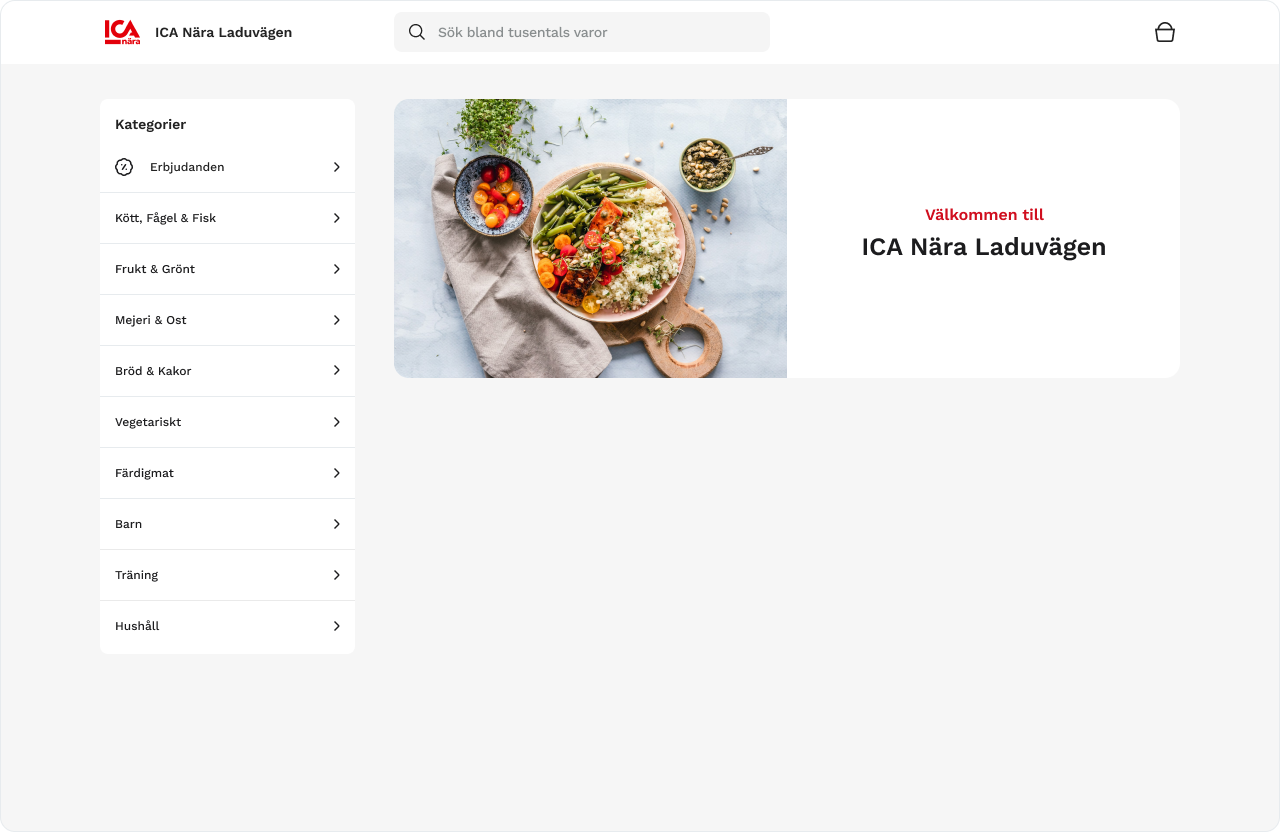 ICA
nära
ICA Nära Laduvägen
Sök bland tusentals varor
Kategorier
Erbjudanden
Kött, Fågel & Fisk
Frukt & Grönt
Mejeri & Ost
Bröd & Kakor
Vegetariskt
Färdigmat
Barn
Träning
Hushåll
Välkommen till
ICA Nära Laduvägen